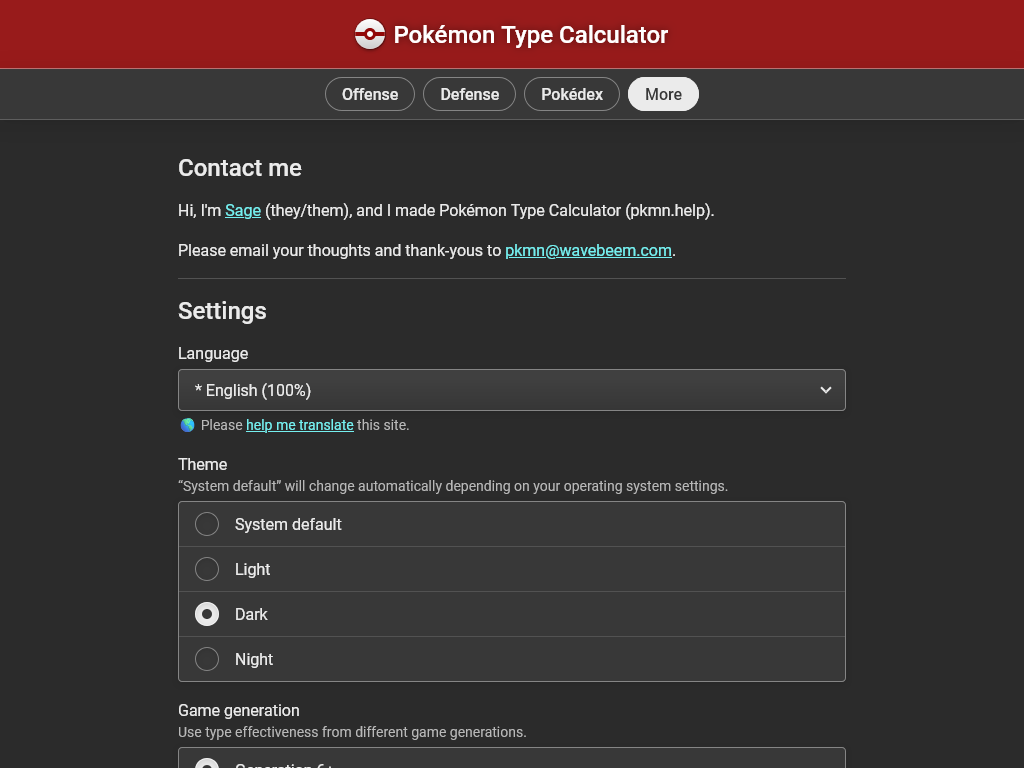 Pokémon Type Calculator
Offense
Defense
Pokédex
More
Contact me
Hi, I'm Sage (they/them), and I made Pokémon Type Calculator (pkmn.help).
Please email your thoughts and thank-yous to pkmn@wavebeem.com.
Settings
Language
* English (100%)
Please help me translate this site.
Theme
“System default” will change automatically depending on your operating system settings.
System default
Light
Dark
Night
Game generation
Use type effectiveness from different game generations.